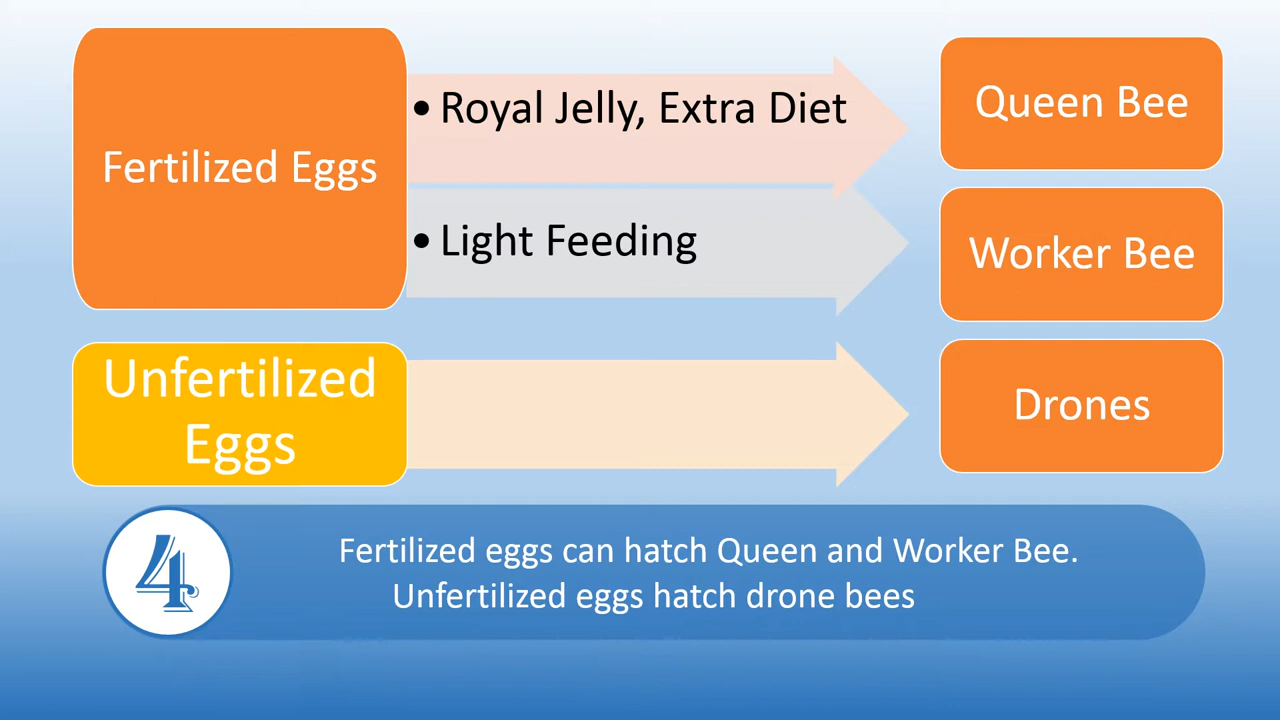 Fertilized Eggs
• Royal Jelly, Extra Diet
Queen Bee
• Light Feeding
Worker Bee
Unfertilized
Eggs
Drones
4
Fertilized eggs can hatch Queen and Worker Bee.
Unfertilized eggs hatch drone bees